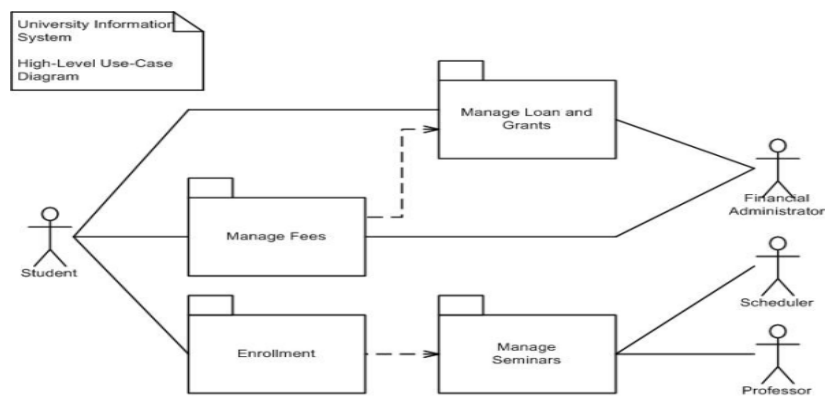 University Information
System
High-Level Use-Case
Diagram
Manage Loan and
Grants
Manage Fees
Financial
Administrator
Student
Scheduler
Enrollment
Manage
Seminars
Professor